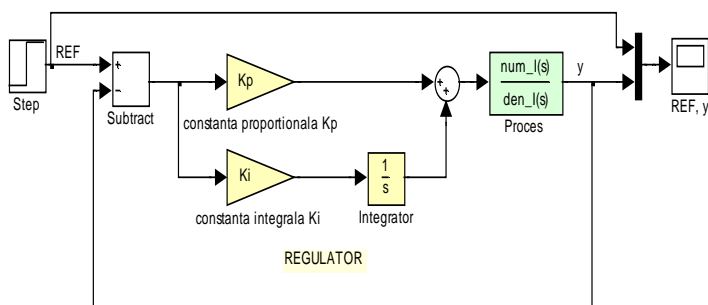 REF
Step
+
-
Subtract
Kp
constanta proportionala Kp
+
+
num_I(s)
den_I(s)
Proces
y
REF, y
Ki
constanta integrala Ki
1
s
Integrator
REGULATOR